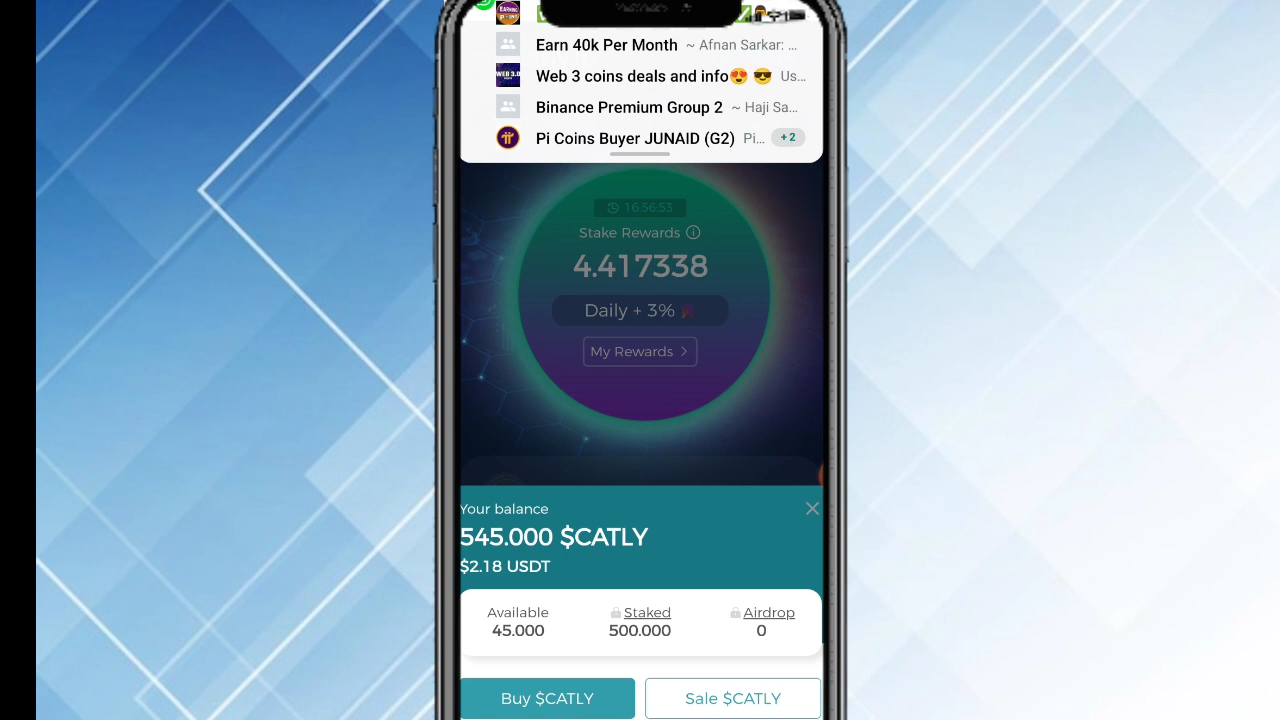 Earn 40k Per Month ~ Afnan Sarkar: ...
Web 3 coins deals and info😍 😎 Us...
Binance Premium Group 2 ~ Haji Sa...
Pi Coins Buyer JUNAID (G2) Pi... +2
16:56:53
Stake Rewards
4.417338
Daily + 3%
My Rewards >
Your balance
545.000 $CATLY
$2.18 USDT
Available Staked Airdrop
45.000 500.000 0
Buy $CATLY Sale $CATLY